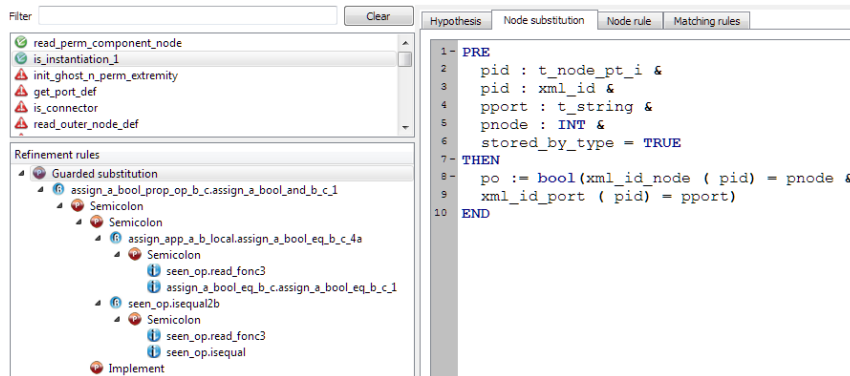 Filter
Clear
read_perm_component_node
is_instantiation_1
init_ghost_n_perm_extremity
get_port_def
is_connector
read_outer_node_def
Refinement rules
Guarded substitution
assign_a_bool_prop_op_b_c.assign_a_bool_and_b_c_1
Semicolon
Semicolon
assign_app_a_b_local.assign_a_bool_eq_b_c_4a
Semicolon
seen_op.read_fonc3
assign_a_bool_eq_b_c.assign_a_bool_eq_b_c_1
seen_op.isequal2b
Semicolon
seen_op.read_fonc3
seen_op.isequal
Implement
Hypothesis Node substitution Node rule Matching rules
1 PRE
2 pid : t_node_pt_i &
3 pid : xml_id &
4 pport : t_string &
5 pnode : INT &
6 stored_by_type = TRUE
7 THEN
8 po := bool(xml_id_node ( pid) = pnode &
9 xml_id_port ( pid) = pport)
10 END